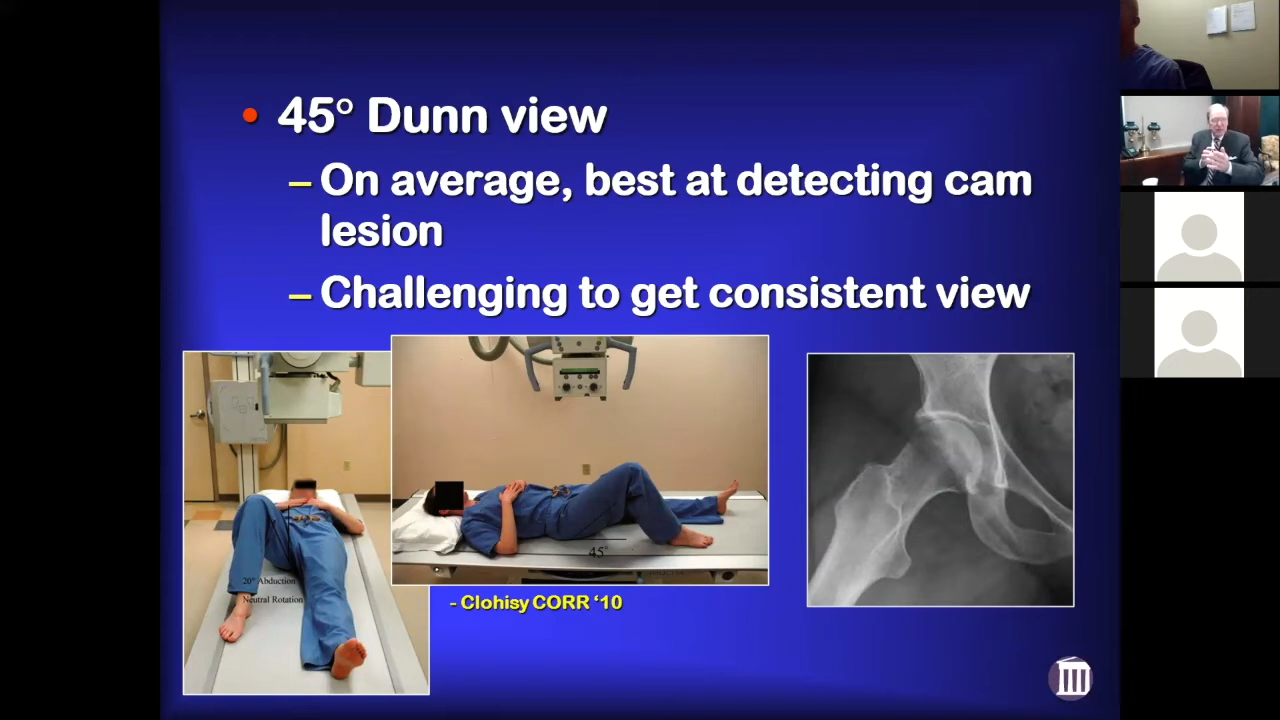 • 45° Dunn view
– On average, best at detecting cam
lesion
– Challenging to get consistent view
45°
20° Abduction
Neutral Rotation
- Clohisy CORR ‘10